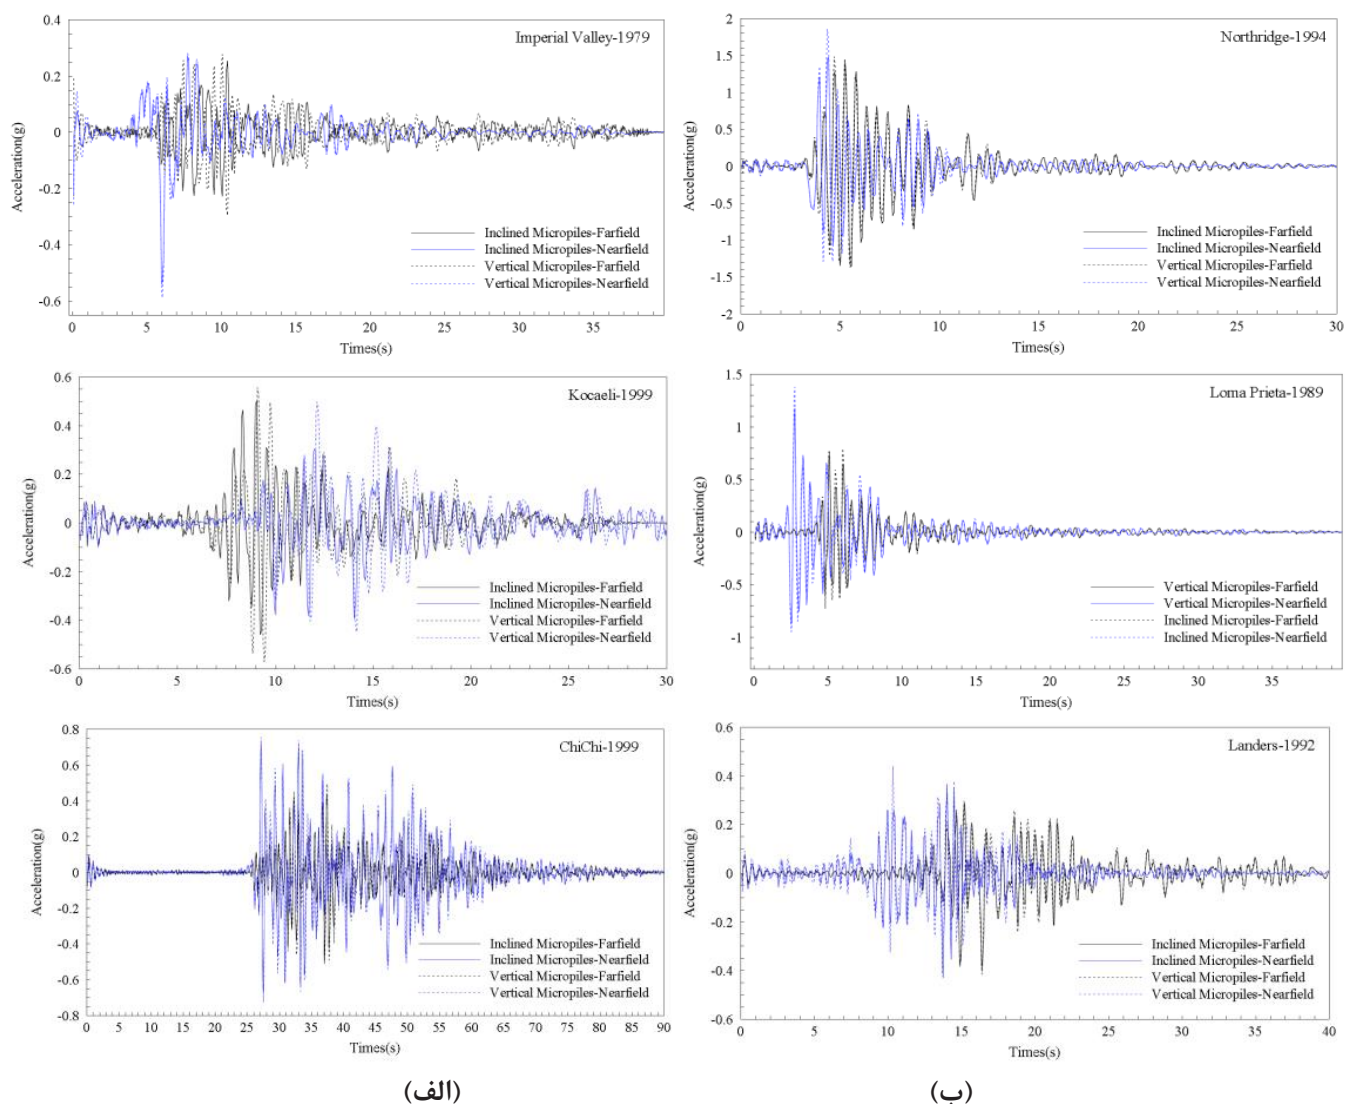 Imperial Valley-1979
Acceleration(g)
0.4
0.2
0
-0.2
-0.4
-0.6
Inclined Micropiles-Farfield
Inclined Micropiles-Nearfield
Vertical Micropiles-Farfield
Vertical Micropiles-Nearfield
0 5 10 15 20 25 30 35
Times(s)
Northridge-1994
Acceleration(g)
2
1.5
1
0.5
0
-0.5
-1
-1.5
-2
Inclined Micropiles-Farfield
Inclined Micropiles-Nearfield
Vertical Micropiles-Farfield
Vertical Micropiles-Nearfield
0 5 10 15 20 25 30
Times(s)
Kocaeli-1999
Acceleration(g)
0.6
0.4
0.2
0
-0.2
-0.4
-0.6
Inclined Micropiles-Farfield
Inclined Micropiles-Nearfield
Vertical Micropiles-Farfield
Vertical Micropiles-Nearfield
0 5 10 15 20 25 30
Times(s)
Loma Prieta-1989
Acceleration(g)
1.5
1
0.5
0
-0.5
-1
Vertical Micropiles-Farfield
Vertical Micropiles-Nearfield
Inclined Micropiles-Farfield
Inclined Micropiles-Nearfield
0 5 10 15 20 25 30 35
Times(s)
ChiChi-1999
Acceleration(g)
0.8
0.6
0.4
0.2
0
-0.2
-0.4
-0.6
-0.8
Inclined Micropiles-Farfield
Inclined Micropiles-Nearfield
Vertical Micropiles-Farfield
Vertical Micropiles-Nearfield
0 5 10 15 20 25 30 35 40 45 50 55 60 65 70 75 80 85 90
Times(s)
Landers-1992
Acceleration(g)
0.6
0.4
0.2
0
-0.2
-0.4
-0.6
Inclined Micropiles-Farfield
Inclined Micropiles-Nearfield
Vertical Micropiles-Farfield
Vertical Micropiles-Nearfield
0 5 10 15 20 25 30 35 40
Times(s)
(الف)
(ب)